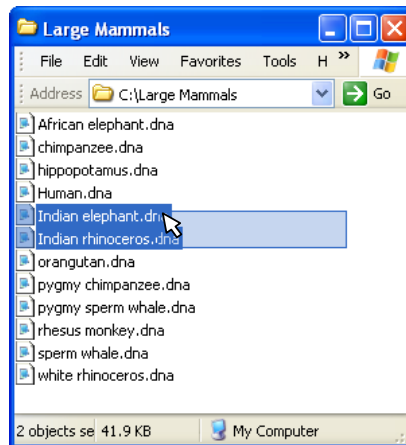 Large Mammals
File Edit View Favorites Tools H »
Address C:\Large Mammals Go
African elephant.dna
chimpanzee.dna
hippopotamus.dna
Human.dna
Indian elephant.dna
Indian rhinoceros.dna
orangutan.dna
pygmy chimpanzee.dna
pygmy sperm whale.dna
rhesus monkey.dna
sperm whale.dna
white rhinoceros.dna
2 objects se 41.9 KB My Computer